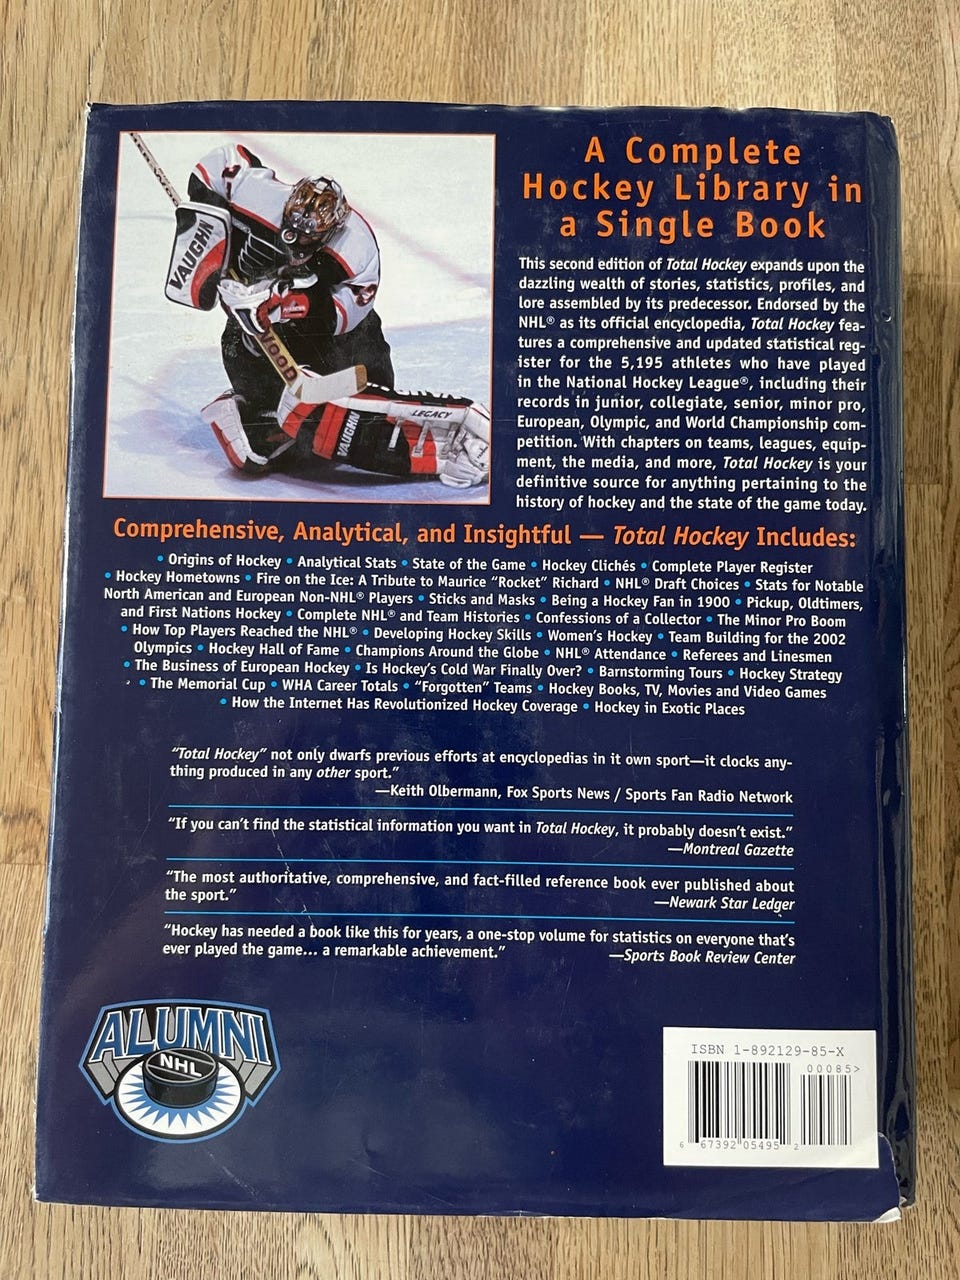 VAUGHN
WOOD
VAUGHN
LEGACY
A Complete
Hockey Library in
a Single Book
This second edition of Total Hockey expands upon the
dazzling wealth of stories, statistics, profiles, and
lore assembled by its predecessor. Endorsed by the
NHL® as its official encyclopedia, Total Hockey fea-
tures a comprehensive and updated statistical reg-
ister for the 5,195 athletes who have played
in the National Hockey League®, including their
records in junior, collegiate, senior, minor pro,
European, Olympic, and World Championship com-
petition. With chapters on teams, leagues, equip-
ment, the media, and more, Total Hockey is your
definitive source for anything pertaining to the
history of hockey and the state of the game today.
Comprehensive, Analytical, and Insightful — Total Hockey Includes:
• Origins of Hockey • Analytical Stats • State of the Game • Hockey Clichés • Complete Player Register
• Hockey Hometowns • Fire on the Ice: A Tribute to Maurice “Rocket” Richard • NHL® Draft Choices • Stats for Notable
North American and European Non-NHL® Players • Sticks and Masks • Being a Hockey Fan in 1900 • Pickup, Oldtimers,
and First Nations Hockey • Complete NHL® and Team Histories • Confessions of a Collector • The Minor Pro Boom
• How Top Players Reached the NHL® • Developing Hockey Skills • Women's Hockey • Team Building for the 2002
Olympics • Hockey Hall of Fame • Champions Around the Globe • NHL® Attendance • Referees and Linesmen
• The Business of European Hockey • Is Hockey's Cold War Finally Over? • Barnstorming Tours • Hockey Strategy
• The Memorial Cup • WHA Career Totals • “Forgotten” Teams • Hockey Books, TV, Movies and Video Games
• How the Internet Has Revolutionized Hockey Coverage • Hockey in Exotic Places
“Total Hockey” not only dwarfs previous efforts at encyclopedias in it own sport—it clocks any-
thing produced in any other sport.”
—Keith Olbermann, Fox Sports News / Sports Fan Radio Network
“If you can't find the statistical information you want in Total Hockey, it probably doesn't exist.”
—Montreal Gazette
“The most authoritative, comprehensive, and fact-filled reference book ever published about
the sport.”
—Newark Star Ledger
“Hockey has needed a book like this for years, a one-stop volume for statistics on everyone that's
ever played the game... a remarkable achievement.”
—Sports Book Review Center
ALUMNI
NHL
ISBN 1-892129-85-X
00085>
6 67392 05495 2